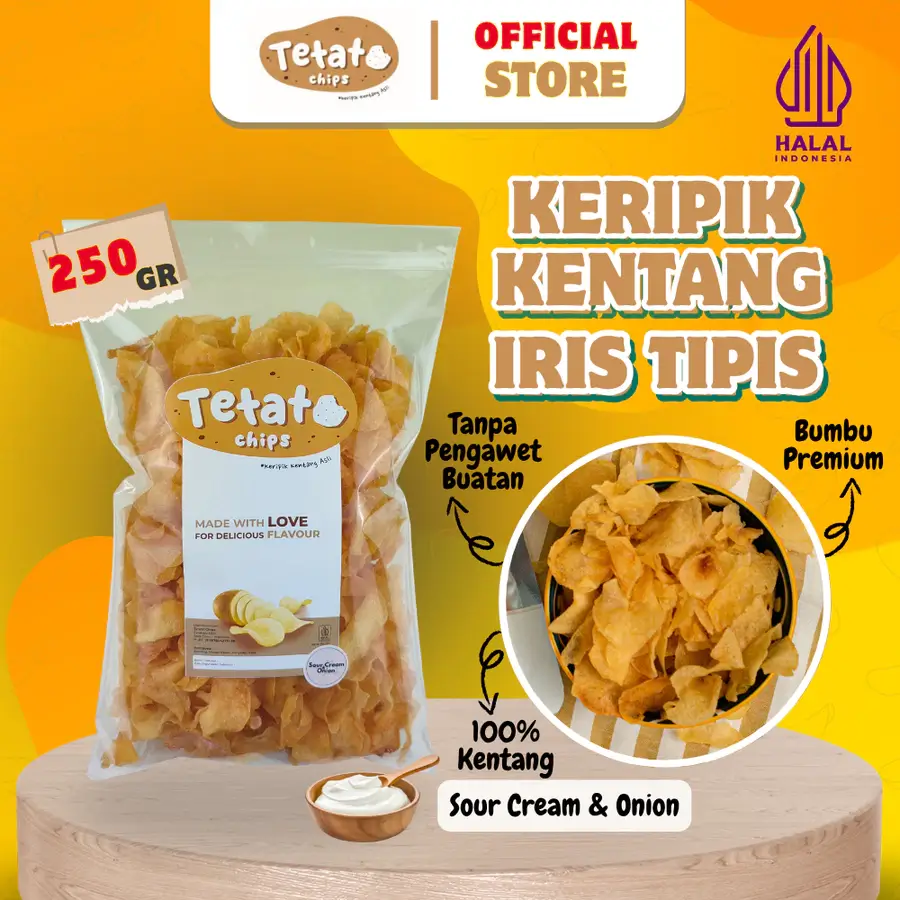 Tetato
chips
#keripik kentang Asli
OFFICIAL
STORE
HALAL
INDONESIA
KERIPIK
KENTANG
IRIS TIPIS
250 GR
Tetato
chips
#keripik kentang Asli
MADE WITH LOVE
FOR DELICIOUS FLAVOUR
Sour Cream
Onion
Tanpa
Pengawet
Buatan
Bumbu
Premium
100%
Kentang
Sour Cream & Onion